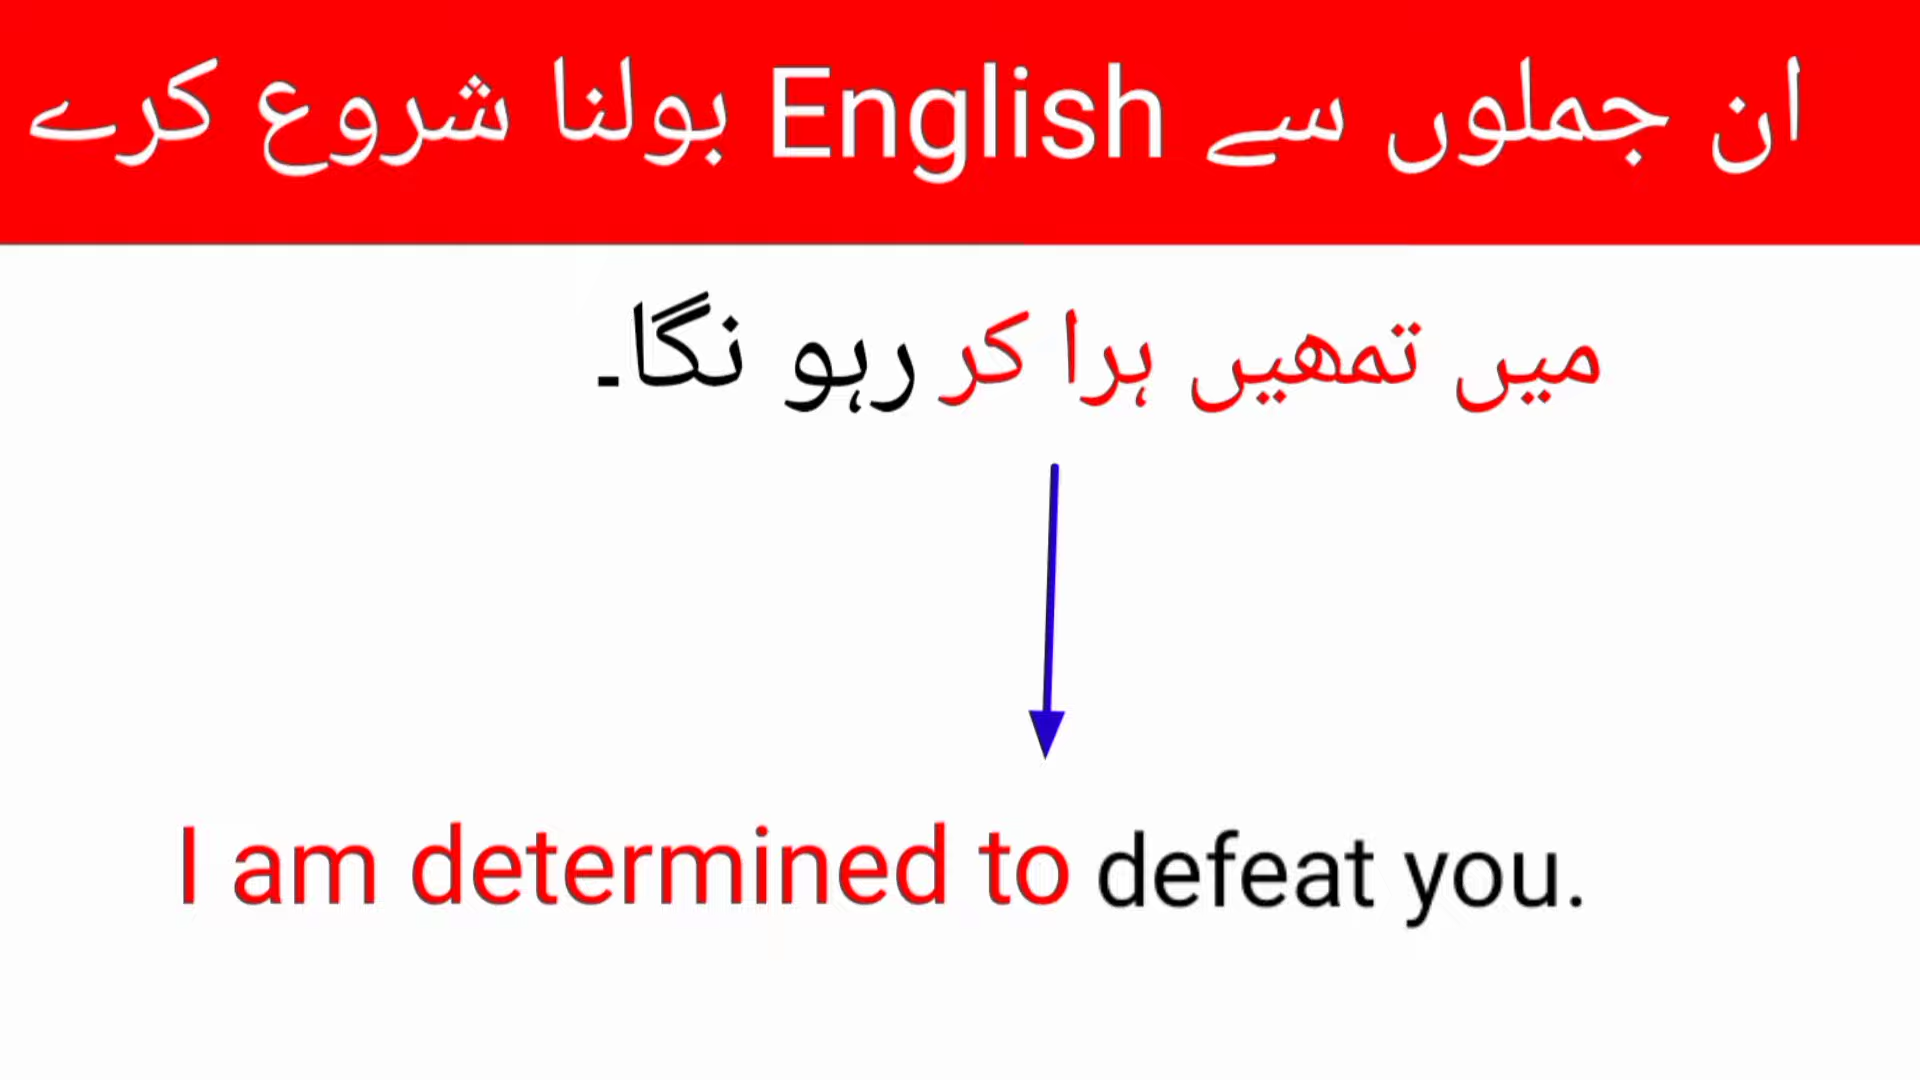 ان جملوں سے English بولنا شروع کرے
میں تمھیں ہرا کر رہو نگا۔
I am determined to defeat you.